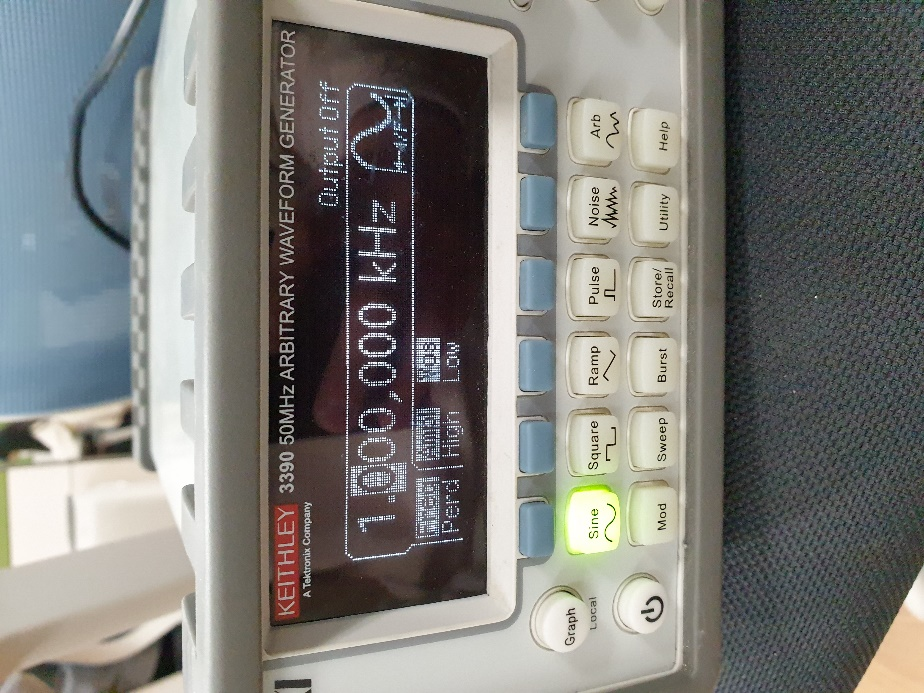 KEITHLEY 3390 50MHz ARBITRARY WAVEFORM GENERATOR
A Tektronix Company
Output Off
1.000,000 kHz
Freq Ampl Offset
Perd High Low
Graph
Local
Sine Square Ramp Pulse Noise Arb
Mod Sweep Burst Store/ Utility Help
Recall